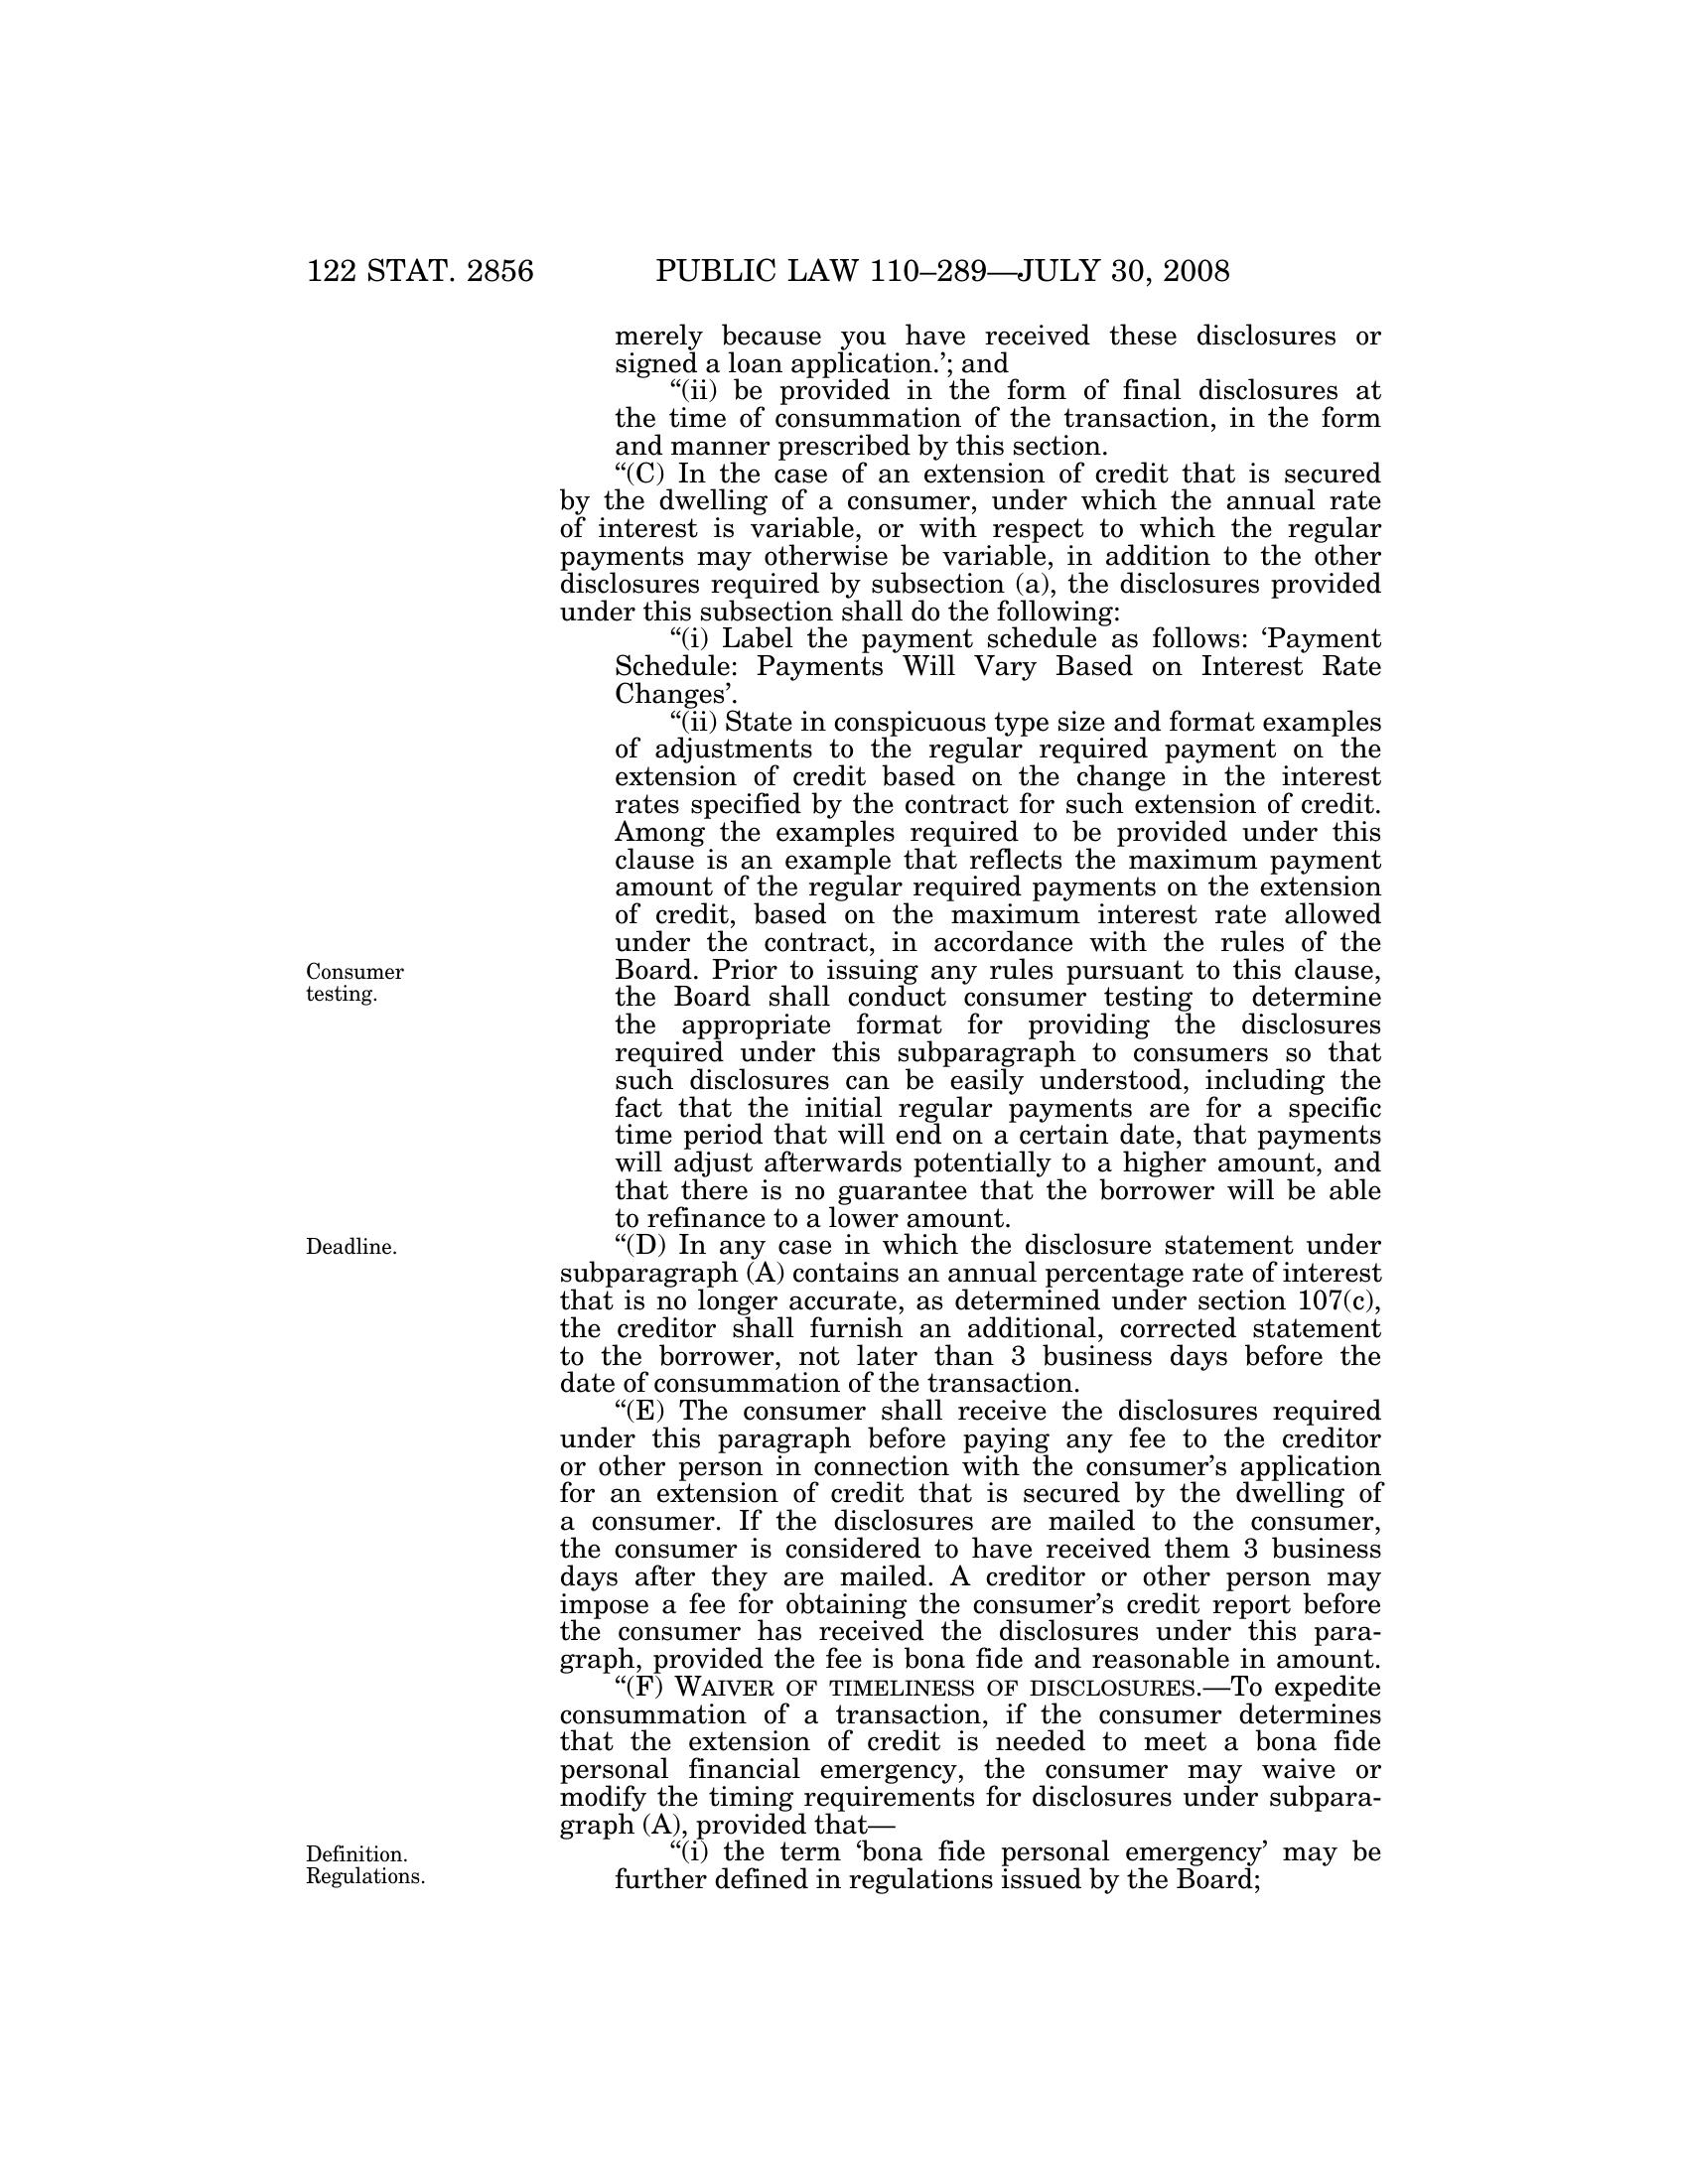 122 STAT. 2856 PUBLIC LAW 110–289—JULY 30, 2008
merely because you have received these disclosures or
signed a loan application.’; and
“(ii) be provided in the form of final disclosures at
the time of consummation of the transaction, in the form
and manner prescribed by this section.
“(C) In the case of an extension of credit that is secured
by the dwelling of a consumer, under which the annual rate
of interest is variable, or with respect to which the regular
payments may otherwise be variable, in addition to the other
disclosures required by subsection (a), the disclosures provided
under this subsection shall do the following:
“(i) Label the payment schedule as follows: ‘Payment
Schedule: Payments Will Vary Based on Interest Rate
Changes’.
“(ii) State in conspicuous type size and format examples
of adjustments to the regular required payment on the
extension of credit based on the change in the interest
rates specified by the contract for such extension of credit.
Among the examples required to be provided under this
clause is an example that reflects the maximum payment
amount of the regular required payments on the extension
of credit, based on the maximum interest rate allowed
under the contract, in accordance with the rules of the
Consumer
testing.
Board. Prior to issuing any rules pursuant to this clause,
the Board shall conduct consumer testing to determine
the appropriate format for providing the disclosures
required under this subparagraph to consumers so that
such disclosures can be easily understood, including the
fact that the initial regular payments are for a specific
time period that will end on a certain date, that payments
will adjust afterwards potentially to a higher amount, and
that there is no guarantee that the borrower will be able
to refinance to a lower amount.
Deadline.
“(D) In any case in which the disclosure statement under
subparagraph (A) contains an annual percentage rate of interest
that is no longer accurate, as determined under section 107(c),
the creditor shall furnish an additional, corrected statement
to the borrower, not later than 3 business days before the
date of consummation of the transaction.
“(E) The consumer shall receive the disclosures required
under this paragraph before paying any fee to the creditor
or other person in connection with the consumer’s application
for an extension of credit that is secured by the dwelling of
a consumer. If the disclosures are mailed to the consumer,
the consumer is considered to have received them 3 business
days after they are mailed. A creditor or other person may
impose a fee for obtaining the consumer’s credit report before
the consumer has received the disclosures under this para-
graph, provided the fee is bona fide and reasonable in amount.
“(F) WAIVER OF TIMELINESS OF DISCLOSURES.—To expedite
consummation of a transaction, if the consumer determines
that the extension of credit is needed to meet a bona fide
personal financial emergency, the consumer may waive or
modify the timing requirements for disclosures under subpara-
graph (A), provided that—
Definition.
Regulations.
“(i) the term ‘bona fide personal emergency’ may be
further defined in regulations issued by the Board;